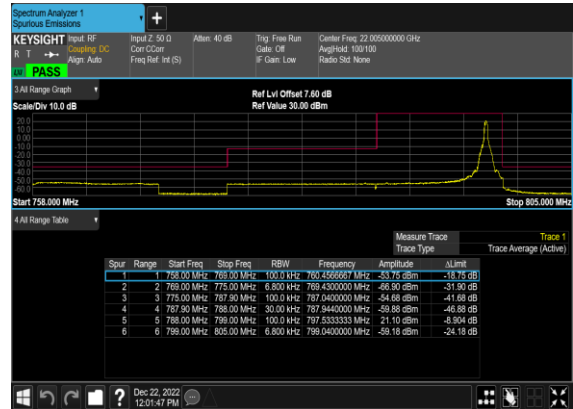 Spectrum Analyzer 1
Spurious Emissions
+
KEYSIGHT Input: RF Input Z: 50 Ω Atten: 40 dB Trig: Free Run Center Freq: 22.005000000 GHz
R T Coupling: DC Corr CCorr Gate: Off Avg|Hold: 100/100
Align: Auto Freq Ref: Int (S) IF Gain: Low Radio Std: None
PASS
3 All Range Graph
Ref Lvl Offset 7.60 dB
Scale/Div 10.0 dB Ref Value 30.00 dBm
20.0
10.0
0.00
-10.0
-20.0
-30.0
-40.0
-50.0
-60.0
Start 758.000 MHz Stop 805.000 MHz
4 All Range Table
Measure Trace Trace 1
Trace Type Trace Average (Active)
Spur Range Start Freq Stop Freq RBW Frequency Amplitude ΔLimit
1 1 758.00 MHz 769.00 MHz 100.0 kHz 760.4566667 MHz -53.75 dBm -18.75 dB
2 2 769.00 MHz 775.00 MHz 6.800 kHz 769.4300000 MHz -66.90 dBm -31.90 dB
3 3 775.00 MHz 787.90 MHz 100.0 kHz 787.0400000 MHz -54.68 dBm -41.68 dB
4 4 787.90 MHz 788.00 MHz 30.00 kHz 787.9440000 MHz -59.88 dBm -46.88 dB
5 5 788.00 MHz 799.00 MHz 100.0 kHz 797.5333333 MHz 21.10 dBm -8.904 dB
6 6 799.00 MHz 805.00 MHz 6.800 kHz 799.0400000 MHz -59.18 dBm -24.18 dB
? Dec 22, 2022
12:01:47 PM